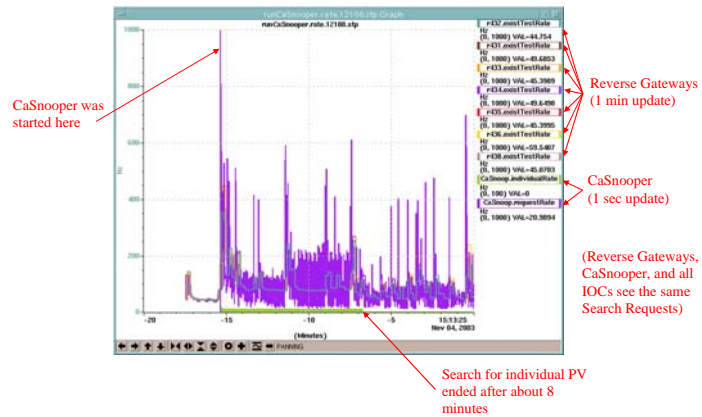 runCaSnooper.rate.12188.stp Graph
runCaSnooper.rate.12188.stp
1000
800
600
400
200
0
Hz
-20
-15
-10
-5
15:13:25
Nov 04, 2003
(Minutes)
PANNING
r432.existTestRate
Hz
(0, 1000) VAL=44.754
r431.existTestRate
Hz
(0, 1000) VAL=49.6853
r433.existTestRate
Hz
(0, 1000) VAL=45.3989
r434.existTestRate
Hz
(0, 1000) VAL=49.6498
r435.existTestRate
Hz
(0, 1000) VAL=45.3995
r436.existTestRate
Hz
(0, 1000) VAL=59.5407
r438.existTestRate
Hz
(0, 1000) VAL=45.0703
CaSnoop.individualRate
Hz
(0, 100) VAL=0
CaSnoop.requestRate
Hz
(0, 1000) VAL=20.9894
CaSnooper was
started here
Reverse Gateways
(1 min update)
CaSnooper
(1 sec update)
(Reverse Gateways,
CaSnooper, and all
IOCs see the same
Search Requests)
Search for individual PV
ended after about 8
minutes